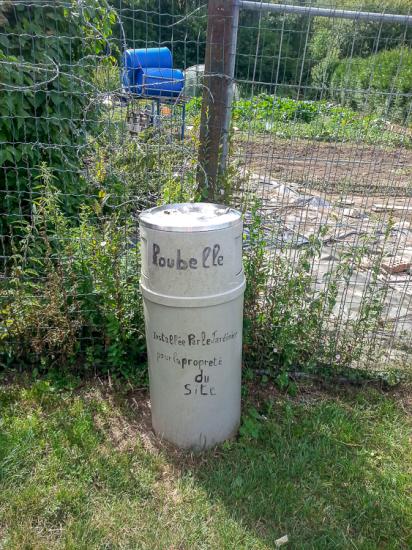 Poubelle
installée Par le Jardinier
pour la propreté
du
Site